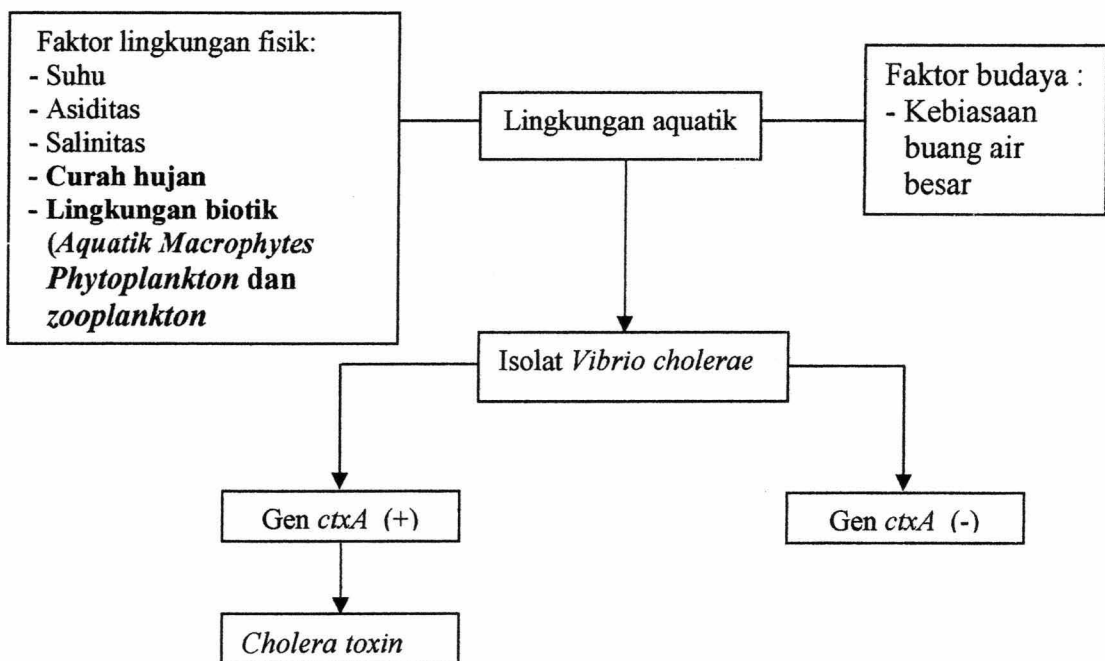 Faktor lingkungan fisik:
- Suhu
- Asiditas
- Salinitas
- Curah hujan
- Lingkungan biotik
(Aquatik Macrophytes
Phytoplankton dan
zooplankton
Lingkungan aquatik
Faktor budaya :
- Kebiasaan
buang air
besar
Isolat Vibrio cholerae
Gen ctxA (+)
Gen ctxA (-)
Cholera toxin